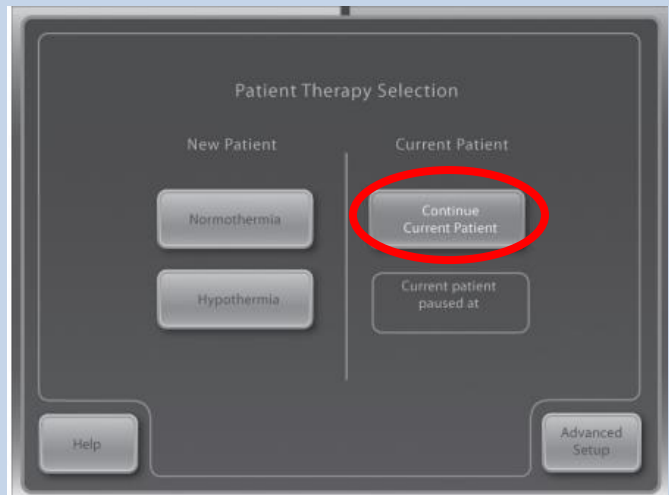 Patient Therapy Selection
New Patient
Current Patient
Normothermia
Continue
Current Patient
Hypothermia
Current patient
paused at
Help
Advanced
Setup